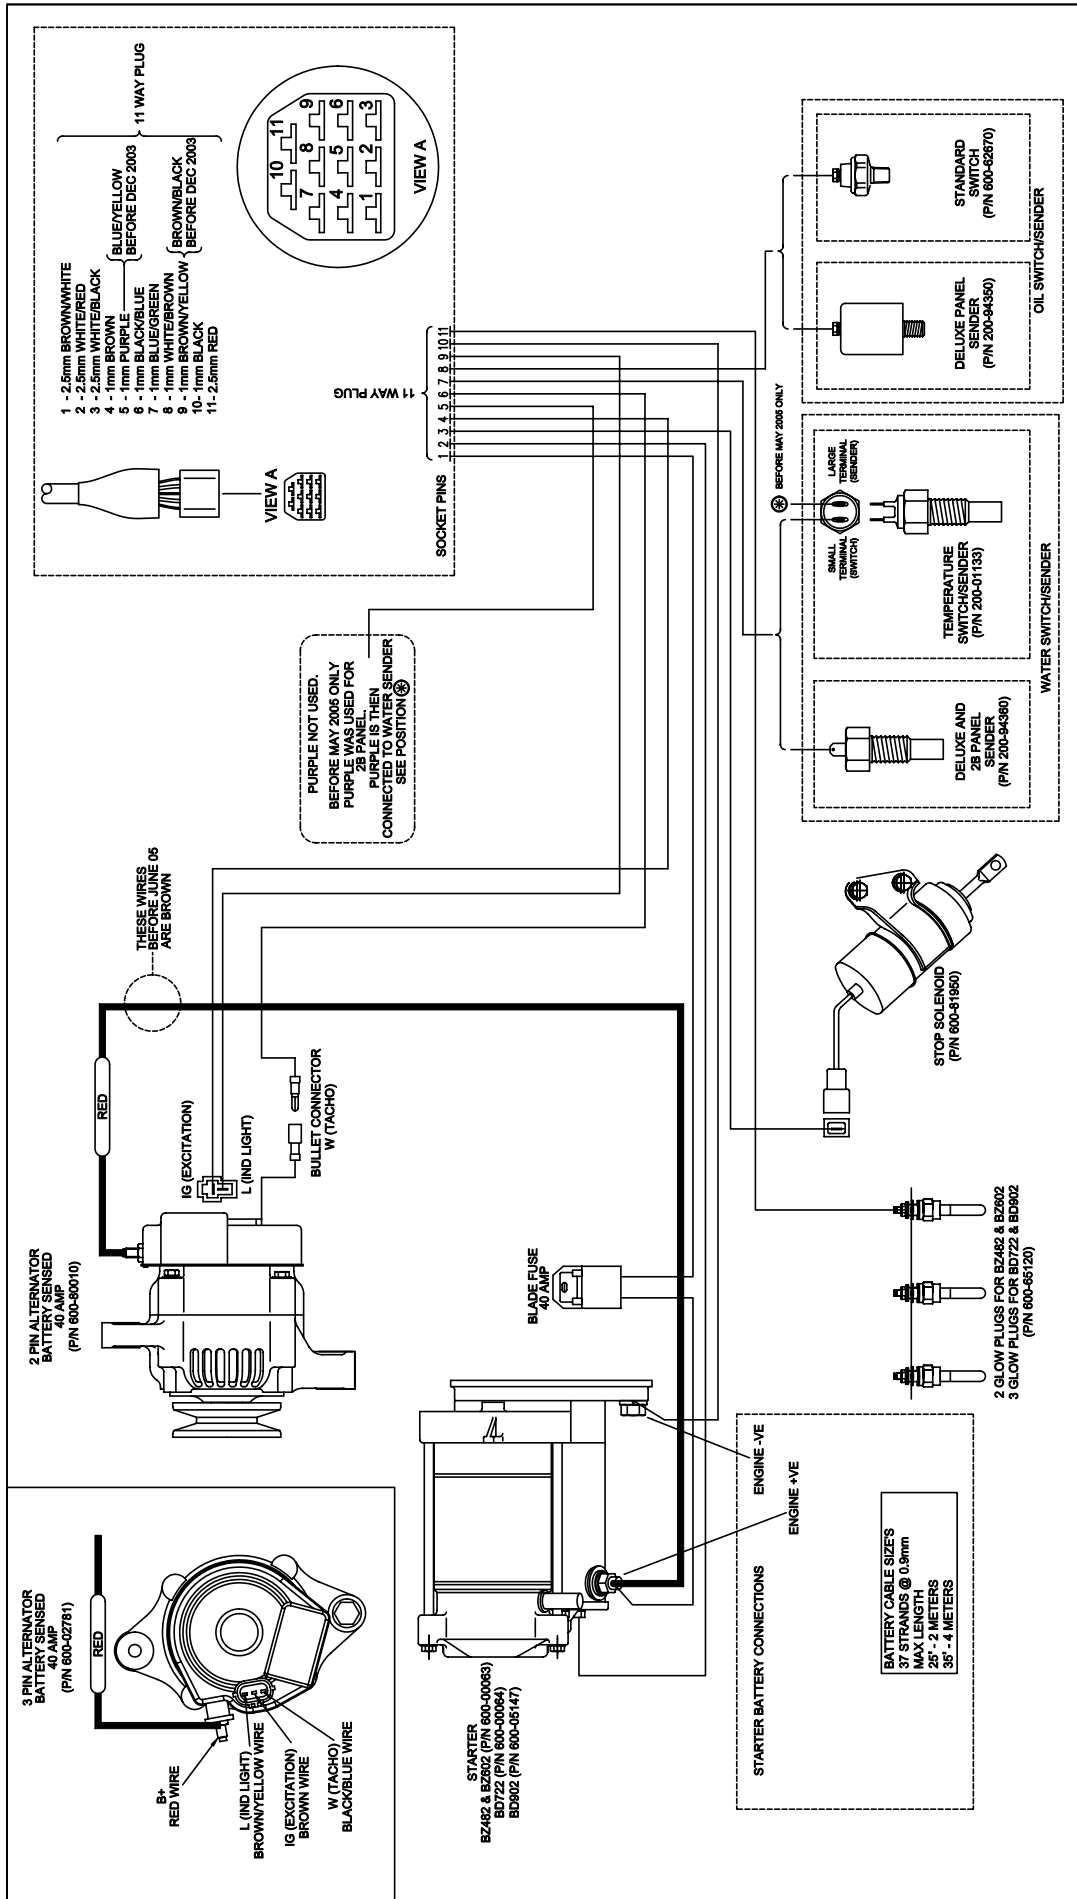 3 PIN ALTERNATOR
BATTERY SENSED
40 AMP
(P/N 600-02781)
RED
B+
RED WIRE
L (IND LIGHT)
BROWN/YELLOW WIRE
IG (EXCITATION)
BROWN WIRE
W (TACHO)
BLACK/BLUE WIRE
2 PIN ALTERNATOR
BATTERY SENSED
40 AMP
(P/N 600-80010)
RED
THESE WIRES
BEFORE JUNE 05
ARE BROWN
IG (EXCITATION)
L (IND LIGHT)
BULLET CONNECTOR
W (TACHO)
PURPLE NOT USED.
BEFORE MAY 2005 ONLY
PURPLE WAS USED FOR
2B PANEL.
PURPLE IS THEN
CONNECTED TO WATER SENDER
SEE POSITION
1 - 2.5mm BROWN/WHITE
2 - 2.5mm WHITE/RED
3 - 2.5mm WHITE/BLACK
4 - 1mm BROWN
5 - 1mm PURPLE
6 - 1mm BLACK/BLUE
7 - 1mm BLUE/GREEN
8 - 1mm WHITE/BROWN
9 - 1mm BROWN/YELLOW
10- 1mm BLACK
11- 2.5mm RED
BLUE/YELLOW
BEFORE DEC 2003
BROWN/BLACK
BEFORE DEC 2003
11 WAY PLUG
VIEW A
10 11
7 8 9
4 5 6
1 2 3
VIEW A
SOCKET PINS
1 2 3 4 5 6 7 8 9 10 11
11 WAY PLUG
STARTER
BZ482 & BZ602 (P/N 600-00063)
BD722 (P/N 600-00064)
BD902 (P/N 600-05147)
BLADE FUSE
40 AMP
STARTER BATTERY CONNECTIONS
ENGINE -VE
ENGINE +VE
BATTERY CABLE SIZE'S
37 STRANDS @ 0.9mm
MAX LENGTH
25" - 2 METERS
35" - 4 METERS
2 GLOW PLUGS FOR BZ482 & BZ602
3 GLOW PLUGS FOR BD722 & BD902
(P/N 600-65120)
STOP SOLENOID
(P/N 600-81950)
DELUXE AND
2B PANEL
SENDER
(P/N 200-94360)
BEFORE MAY 2005 ONLY
SMALL
TERMINAL
(SWITCH)
LARGE
TERMINAL
(SENDER)
TEMPERATURE
SWITCH/SENDER
(P/N 200-01133)
WATER SWITCH/SENDER
DELUXE PANEL
SENDER
(P/N 200-94350)
STANDARD
SWITCH
(P/N 600-62670)
OIL SWITCH/SENDER